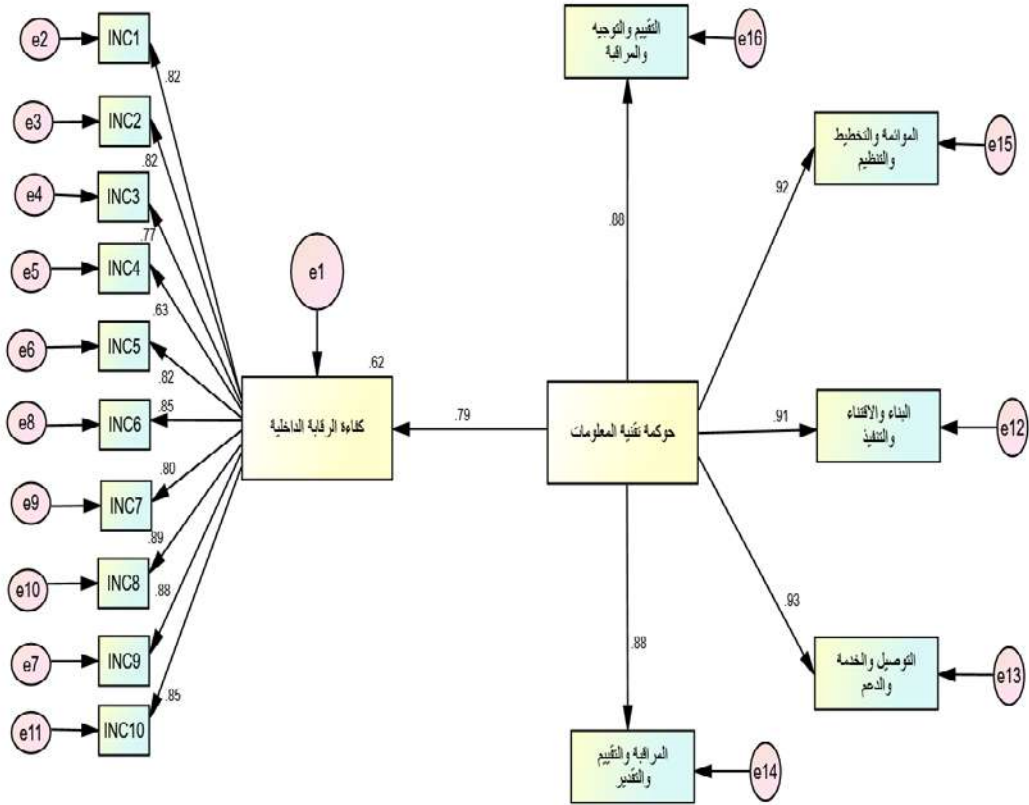 e2
INC1
.82
e3
INC2
.82
e4
INC3
.77
e5
INC4
.63
e6
INC5
.82
e8
INC6
.85
e9
INC7
.80
e10
INC8
.89
e7
INC9
.88
e11
INC10
.85
e1
.62
كفاءة الرقابة الداخلية
.79
حوكمة تقنية المعلومات
التقييم والتوجيه
والمراقبة
e16
.88
الموائمة والتخطيط
والتنظيم
e15
.92
البناء والاقتناء
والتنفيذ
e12
.91
التوصيل والخدمة
والدعم
e13
.93
المراقبة والتقييم
والتقدير
e14
.88